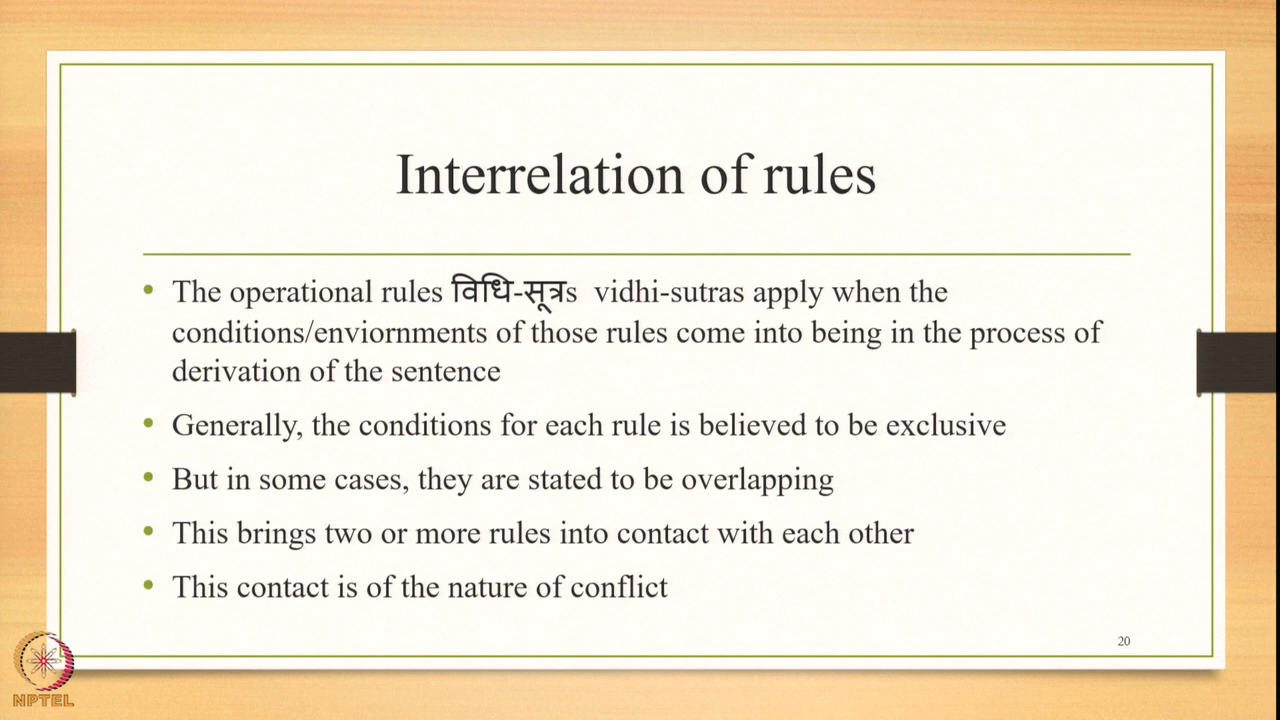 Interrelation of rules
• The operational rules विधि-सूत्रs vidhi-sutras apply when the
conditions/enviornments of those rules come into being in the process of
derivation of the sentence
• Generally, the conditions for each rule is believed to be exclusive
• But in some cases, they are stated to be overlapping
• This brings two or more rules into contact with each other
• This contact is of the nature of conflict
20
NPTEL